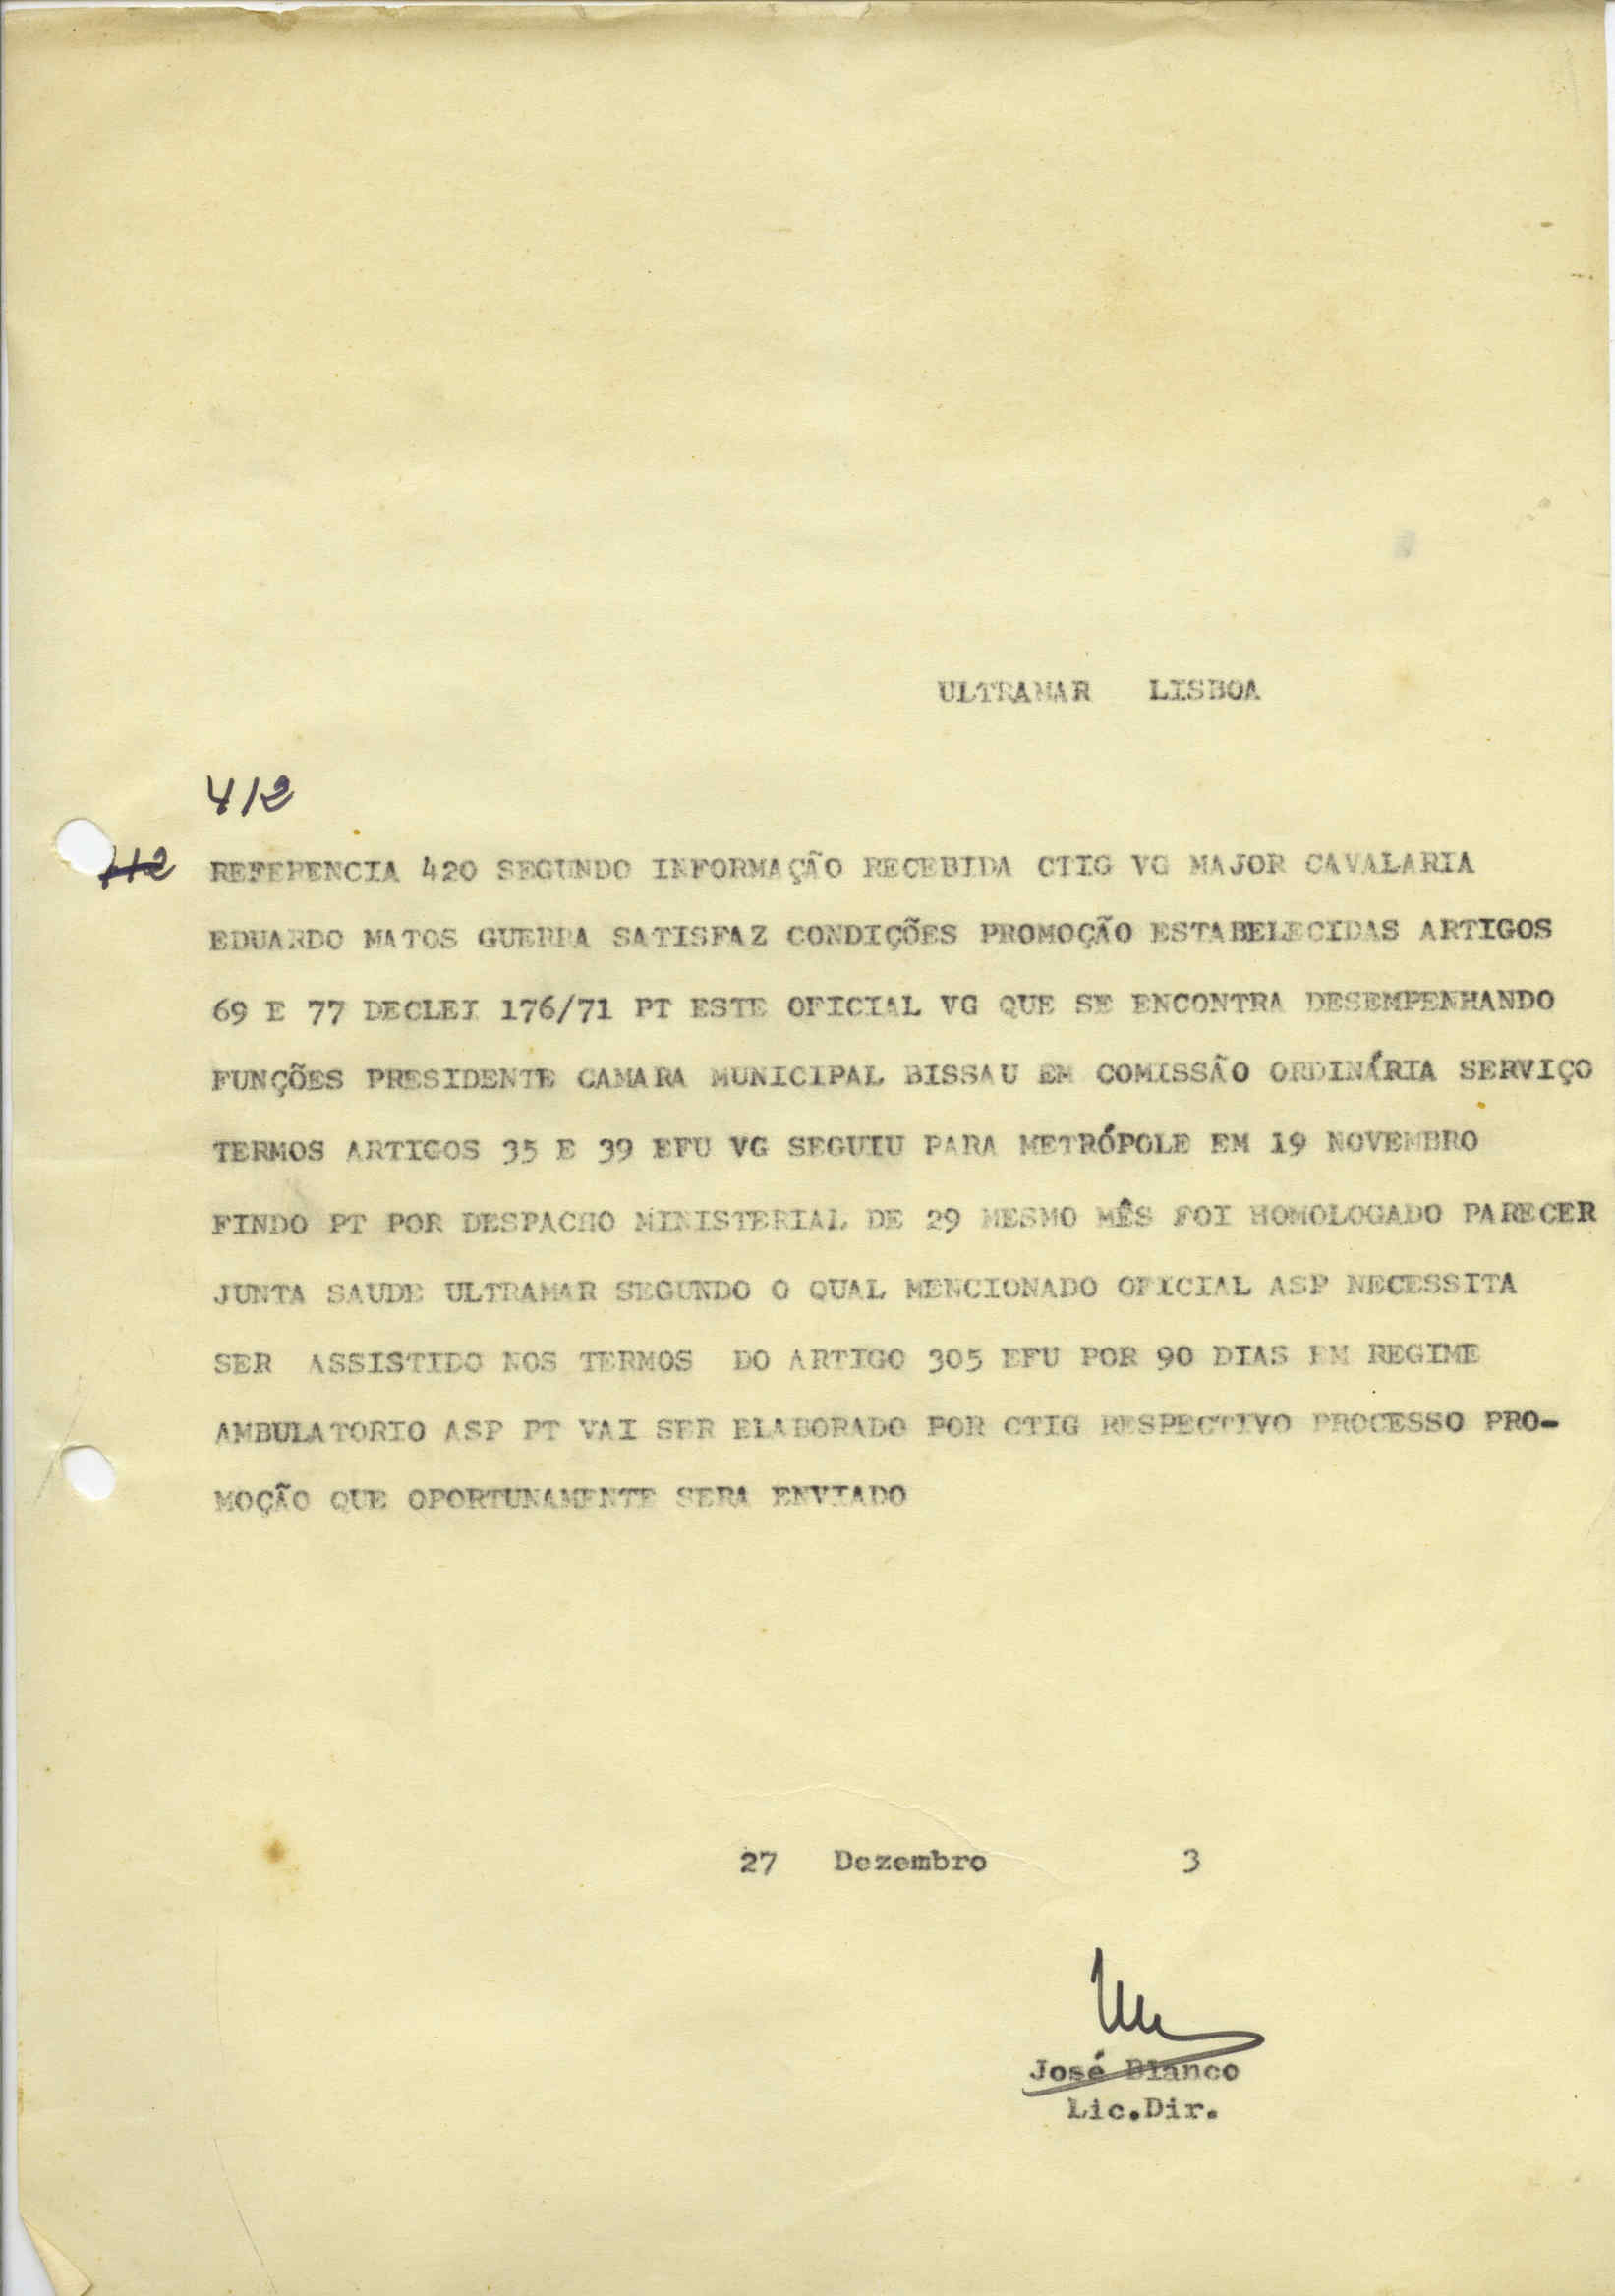 ULTRAMAR LISBOA
412
412
REFERENCIA 420 SEGUNDO INFORMAÇÃO RECEBIDA CTIG VG MAJOR CAVALARIA
EDUARDO MATOS GUERRA SATISFAZ CONDIÇÕES PROMOÇÃO ESTABELECIDAS ARTIGOS
69 E 77 DECLEI 176/71 PT ESTE OFICIAL VG QUE SE ENCONTRA DESEMPENHANDO
FUNÇÕES PRESIDENTE CAMARA MUNICIPAL BISSAU EM COMISSÃO ORDINÁRIA SERVIÇO
TERMOS ARTIGOS 35 E 39 EFU VG SEGUIU PARA METRÓPOLE EM 19 NOVEMBRO
FINDO PT POR DESPACHO MINISTERIAL DE 29 MESMO MÊS FOI HOMOLOGADO PARECER
JUNTA SAUDE ULTRAMAR SEGUNDO O QUAL MENCIONADO OFICIAL ASP NECESSITA
SER ASSISTIDO NOS TERMOS DO ARTIGO 305 EFU POR 90 DIAS EM REGIME
AMBULATORIO ASP PT VAI SER ELABORADO POR CTIG RESPECTIVO PROCESSO PRO-
MOÇÃO QUE OPORTUNAMENTE SERA ENVIADO
27 Dezembro 3
José Blanco
Lic.Dir.